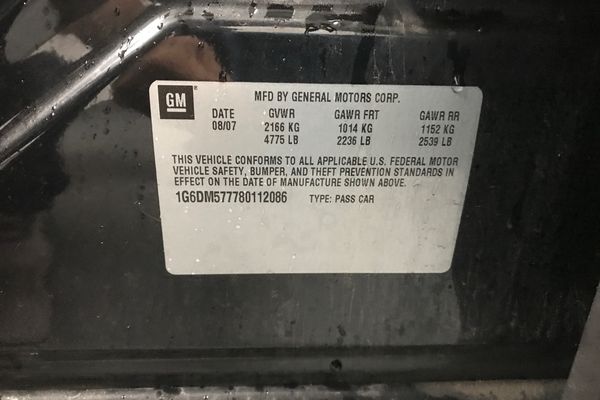 GM
MFD BY GENERAL MOTORS CORP.
DATE GVWR GAWR FRT GAWR RR
08/07 2166 KG 1014 KG 1152 KG
4775 LB 2236 LB 2539 LB
THIS VEHICLE CONFORMS TO ALL APPLICABLE U.S. FEDERAL MOTOR
VEHICLE SAFETY, BUMPER, AND THEFT PREVENTION STANDARDS IN
EFFECT ON THE DATE OF MANUFACTURE SHOWN ABOVE.
1G6DM577780112086 TYPE: PASS CAR